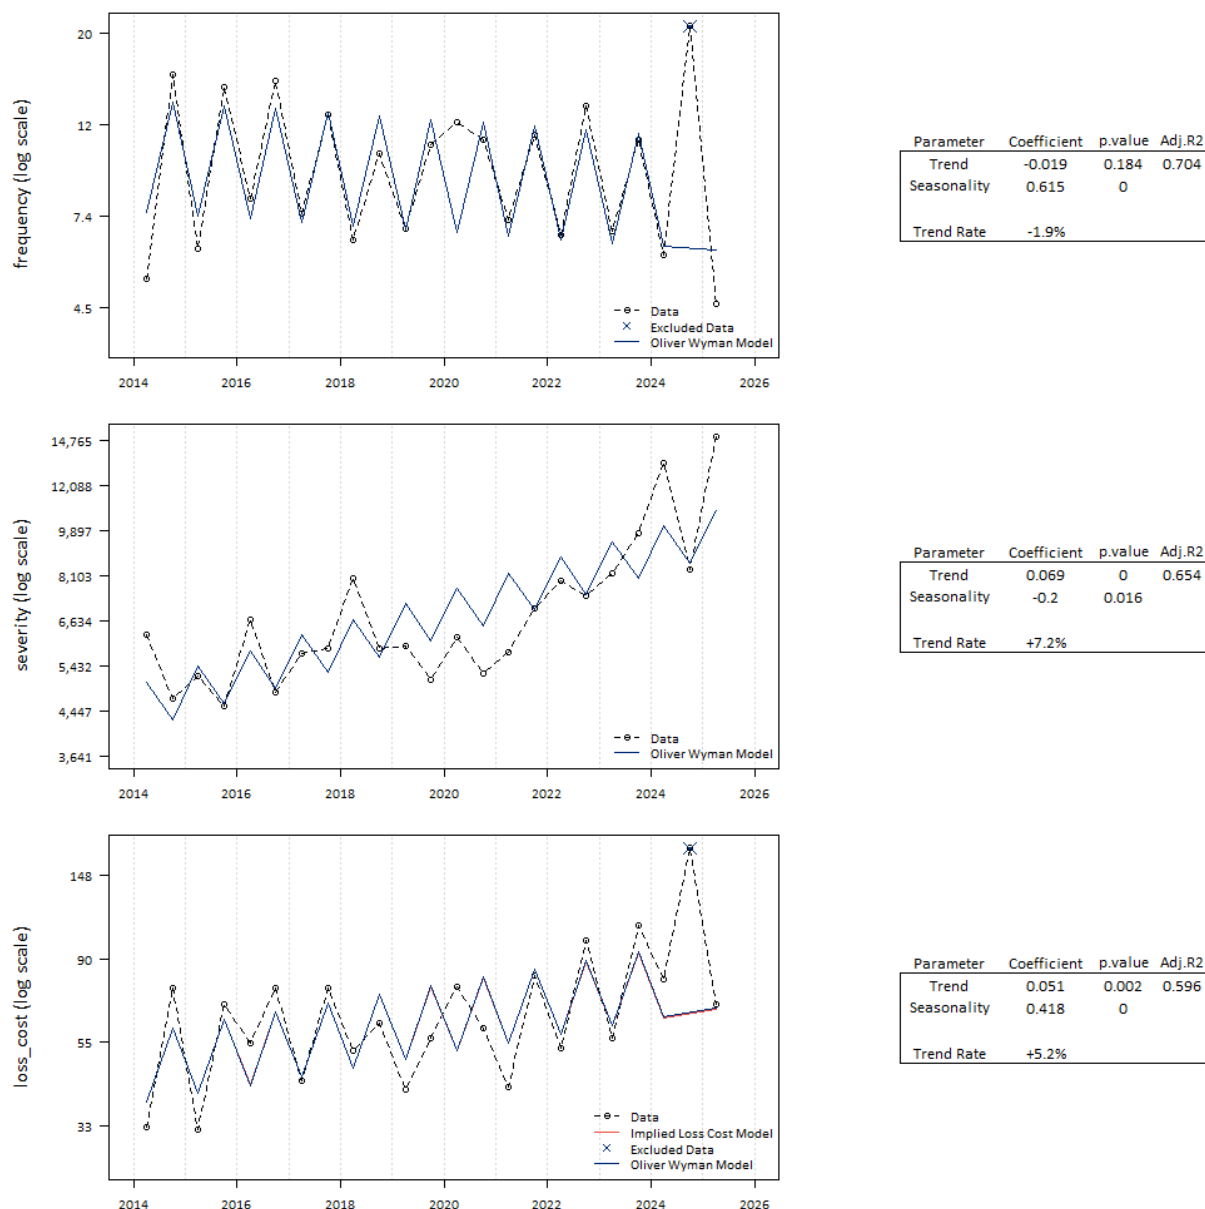 frequency (log scale)
20
12
7.4
4.5
Data
Excluded Data
Oliver Wyman Model
2014 2016 2018 2020 2022 2024 2026
Parameter Coefficient p.value Adj.R2
Trend -0.019 0.184 0.704
Seasonality 0.615 0
Trend Rate -1.9%
severity (log scale)
14,765
12,088
9,897
8,103
6,634
5,432
4,447
3,641
Data
Oliver Wyman Model
2014 2016 2018 2020 2022 2024 2026
Parameter Coefficient p.value Adj.R2
Trend 0.069 0 0.654
Seasonality -0.2 0.016
Trend Rate +7.2%
loss_cost (log scale)
148
90
55
33
Data
Implied Loss Cost Model
Excluded Data
Oliver Wyman Model
2014 2016 2018 2020 2022 2024 2026
Parameter Coefficient p.value Adj.R2
Trend 0.051 0.002 0.596
Seasonality 0.418 0
Trend Rate +5.2%